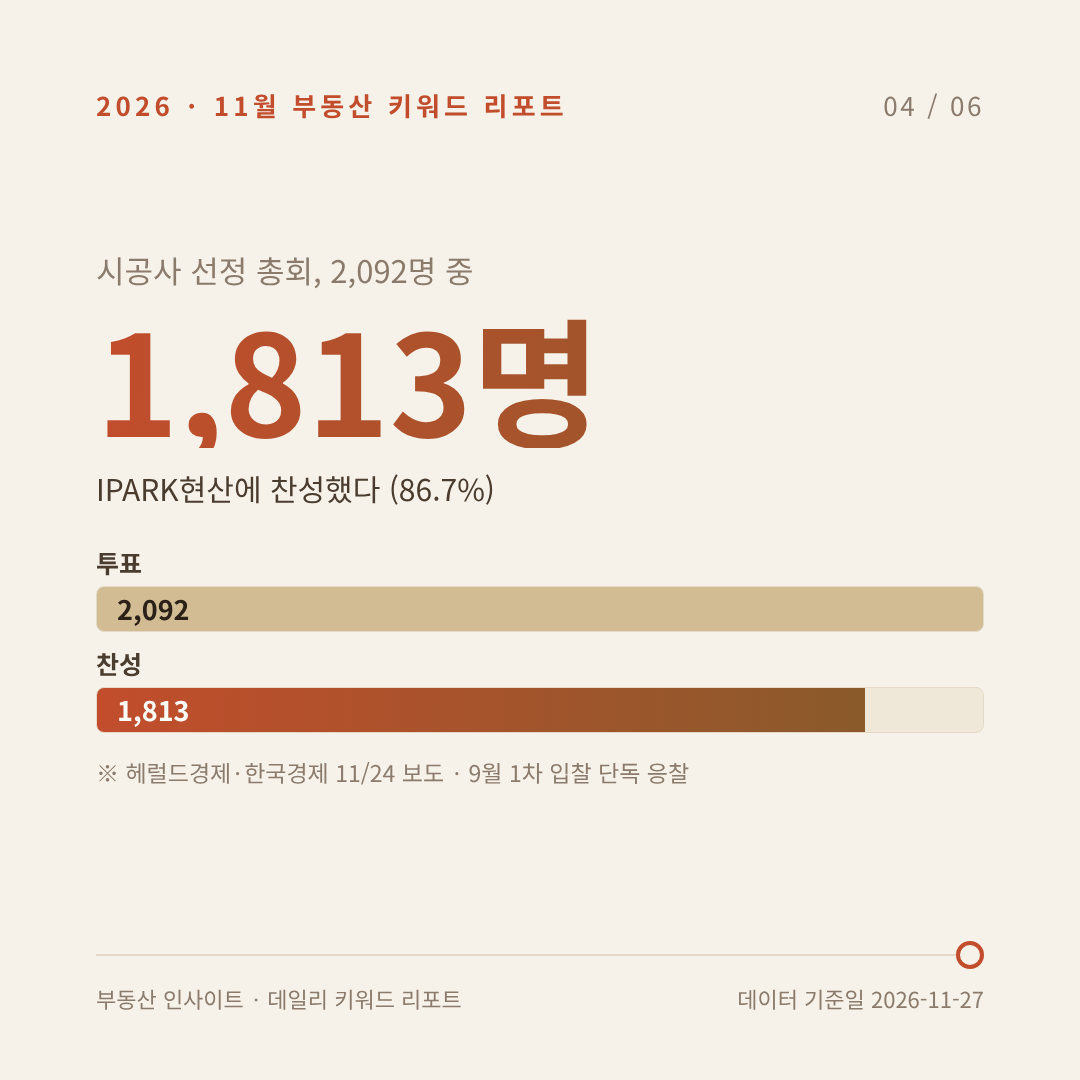 2026 · 11월 부동산 키워드 리포트
04 / 06
시공사 선정 총회, 2,092명 중
1,813명
IPARK현산에 찬성했다 (86.7%)
투표
2,092
찬성
1,813
※ 헤럴드경제·한국경제 11/24 보도 · 9월 1차 입찰 단독 응찰
부동산 인사이트 · 데일리 키워드 리포트
데이터 기준일 2026-11-27